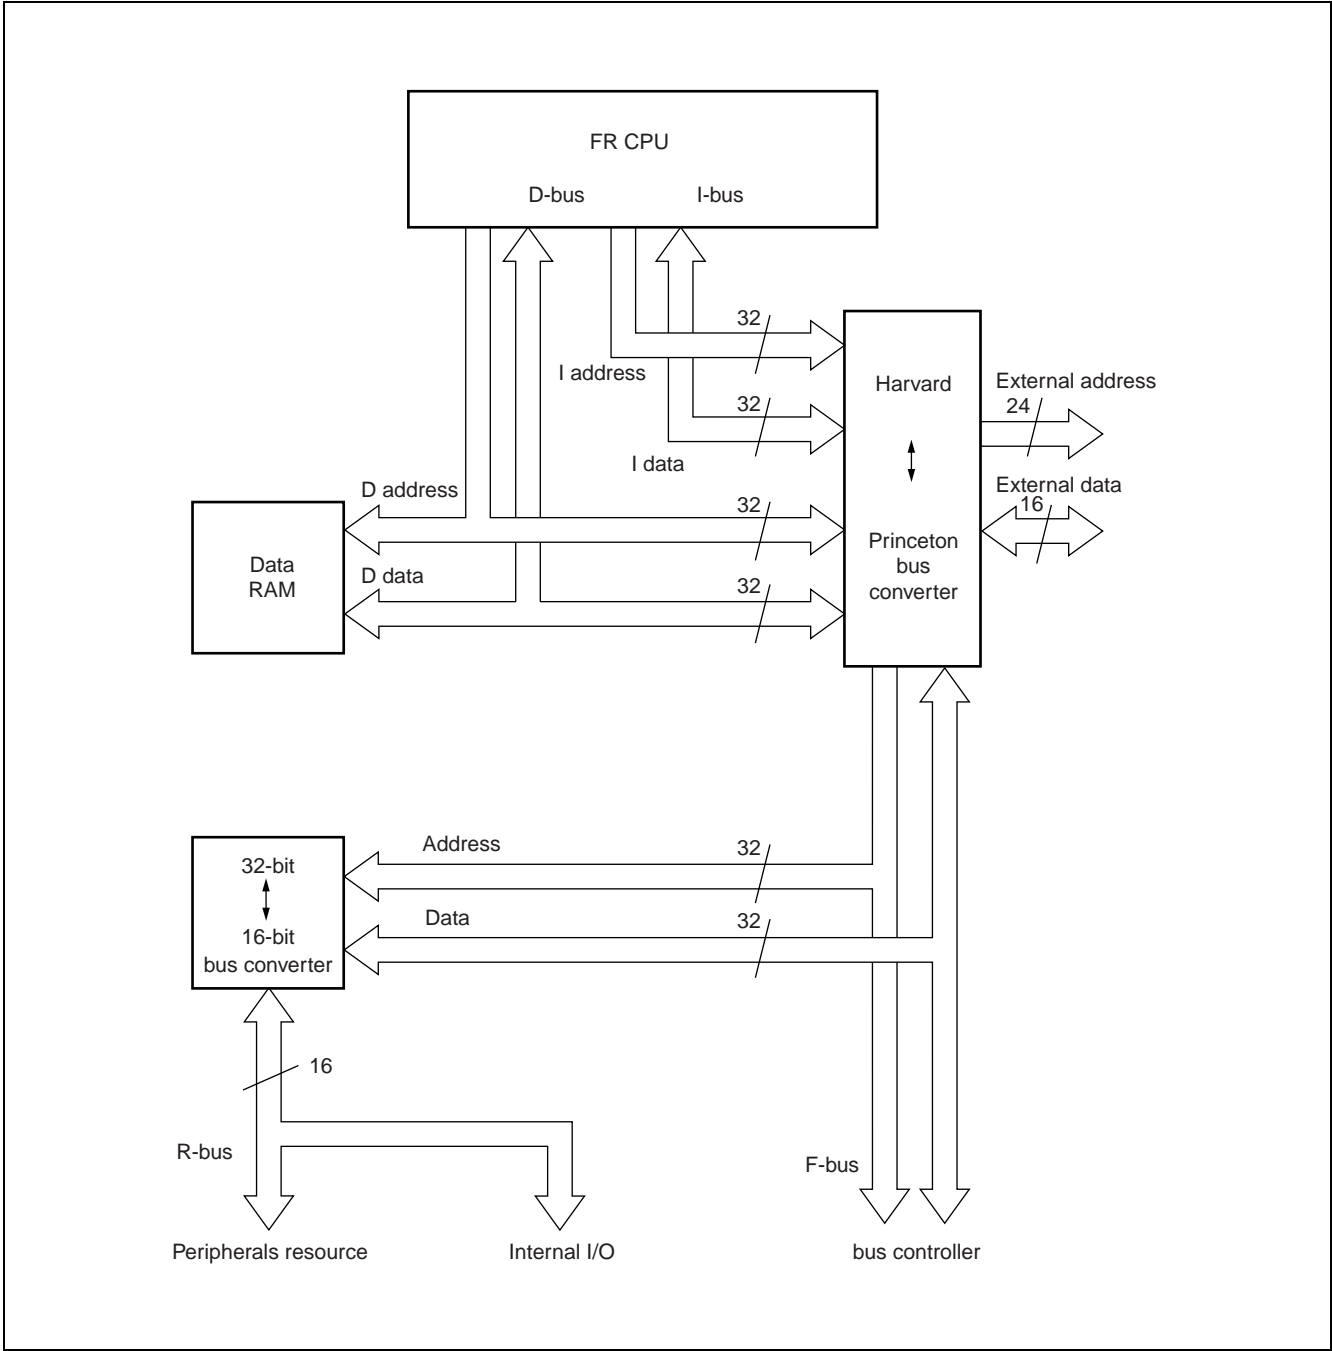 FR CPU
D-bus
I-bus
32
I address
Harvard
External address
24
32
I data
External data
16
D address
32
Princeton
bus
converter
Data
RAM
D data
32
Address
32
32-bit
16-bit
bus converter
Data
32
16
R-bus
F-bus
Peripherals resource
Internal I/O
bus controller